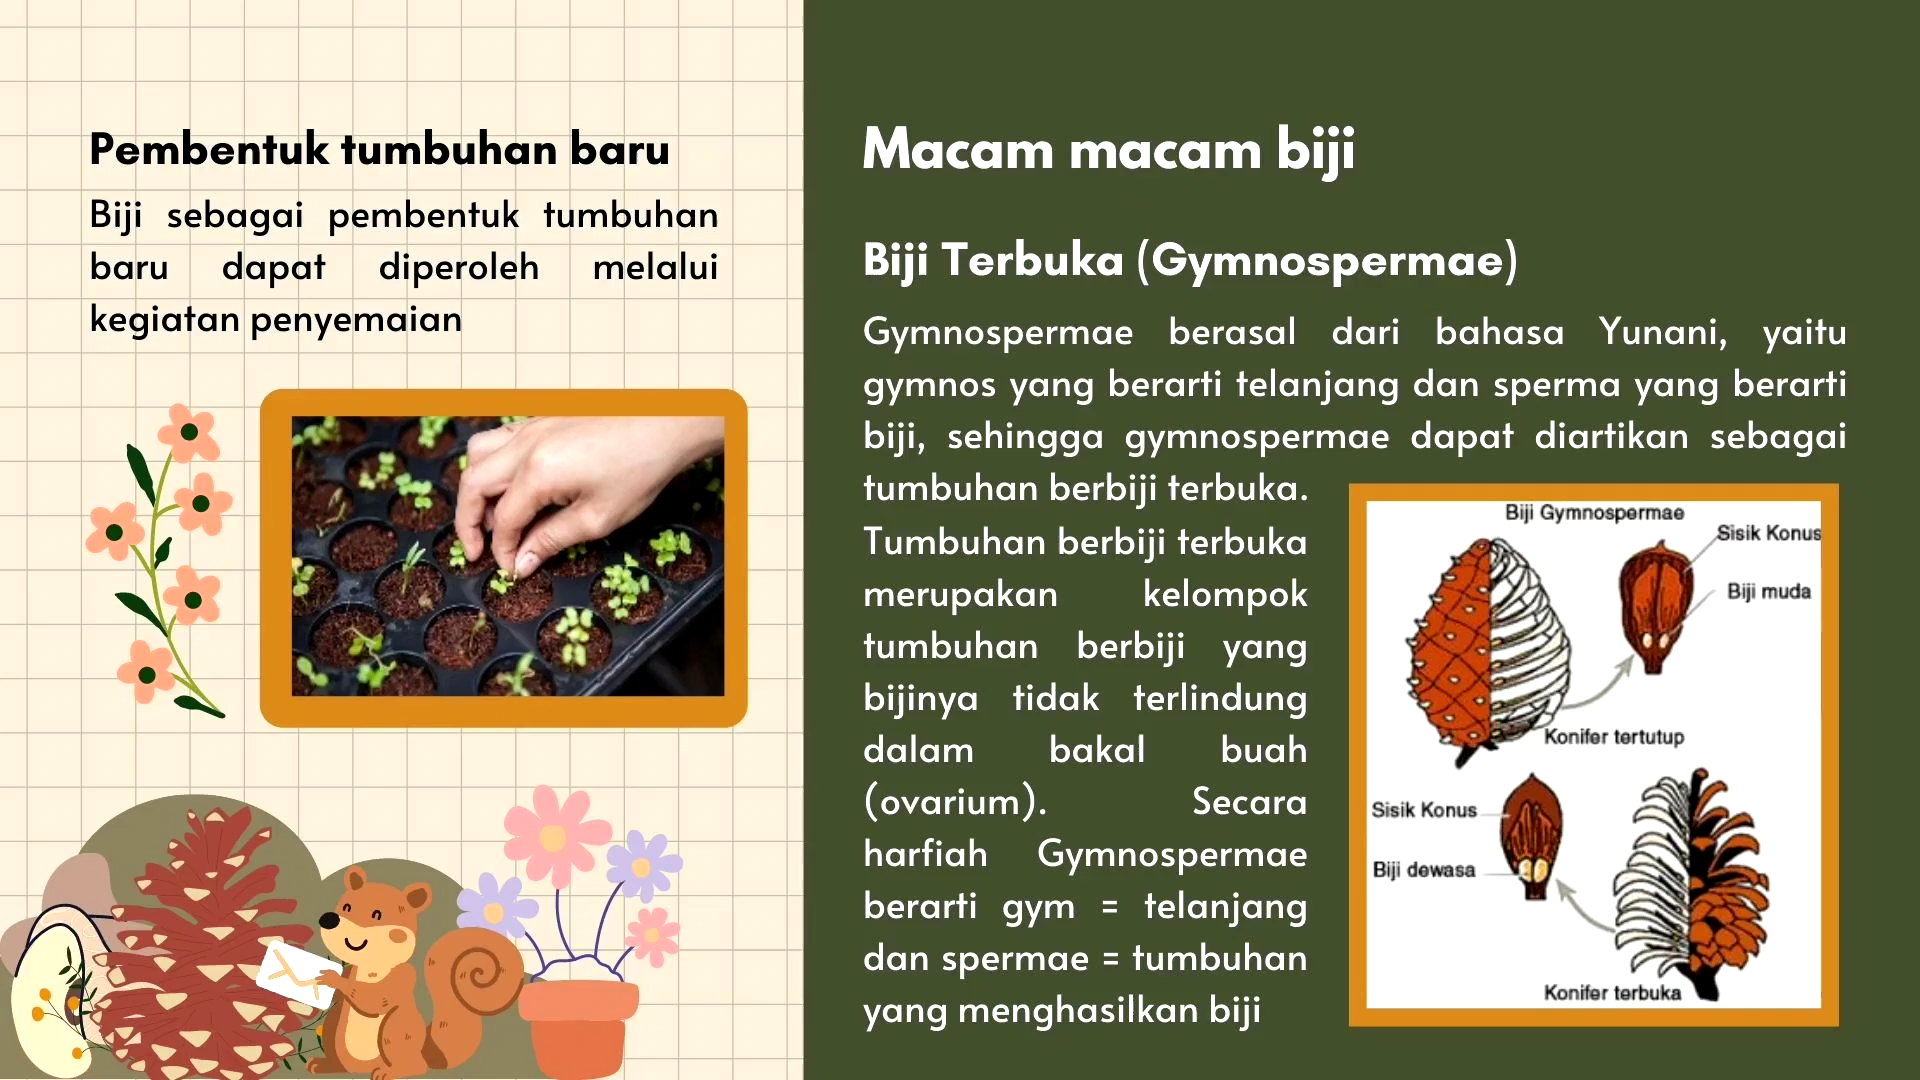 Pembentuk tumbuhan baru
Biji sebagai pembentuk tumbuhan
baru dapat diperoleh melalui
kegiatan penyemaian
Macam macam biji
Biji Terbuka (Gymnospermae)
Gymnospermae berasal dari bahasa Yunani, yaitu
gymnos yang berarti telanjang dan sperma yang berarti
biji, sehingga gymnospermae dapat diartikan sebagai
tumbuhan berbiji terbuka.
Tumbuhan berbiji terbuka
merupakan kelompok
tumbuhan berbiji yang
bijinya tidak terlindung
dalam bakal buah
(ovarium). Secara
harfiah Gymnospermae
berarti gym = telanjang
dan spermae = tumbuhan
yang menghasilkan biji
Biji Gymnospermae
Sisik Konus
Biji muda
Konifer tertutup
Sisik Konus
Biji dewasa
Konifer terbuka